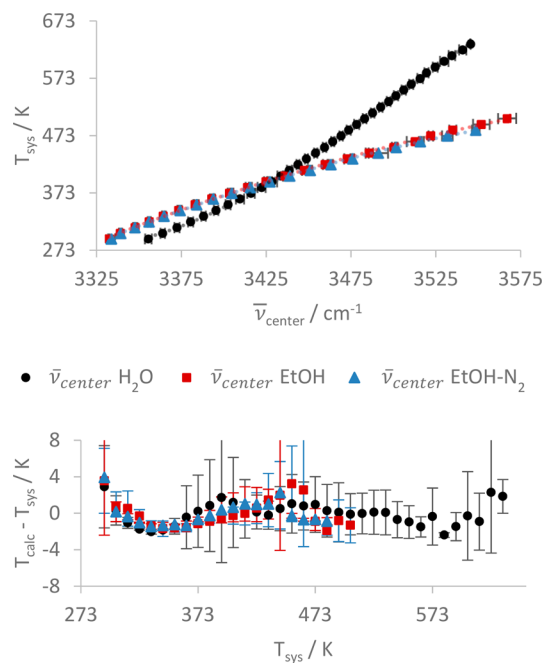 673
573
473
373
273
T_sys / K
3325 3375 3425 3475 3525 3575
ν̅_center / cm⁻¹
ν̅_center H₂O ν̅_center EtOH ν̅_center EtOH-N₂
8
4
0
-4
-8
T_calc - T_sys / K
273 373 473 573
T_sys / K